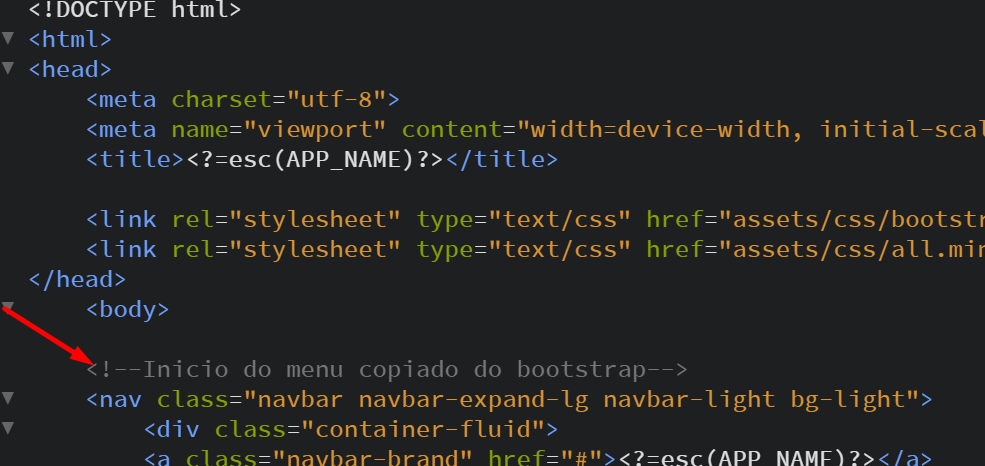 <!DOCTYPE html>
<html>
<head>
<meta charset="utf-8">
<meta name="viewport" content="width=device-width, initial-scal
<title><?=esc(APP_NAME)?></title>
<link rel="stylesheet" type="text/css" href="assets/css/bootstr
<link rel="stylesheet" type="text/css" href="assets/css/all.min
</head>
<body>
<!--Inicio do menu copiado do bootstrap-->
<nav class="navbar navbar-expand-lg navbar-light bg-light">
<div class="container-fluid">
<a class="navbar-brand" href="#"><?=esc(APP_NAME)?></a>